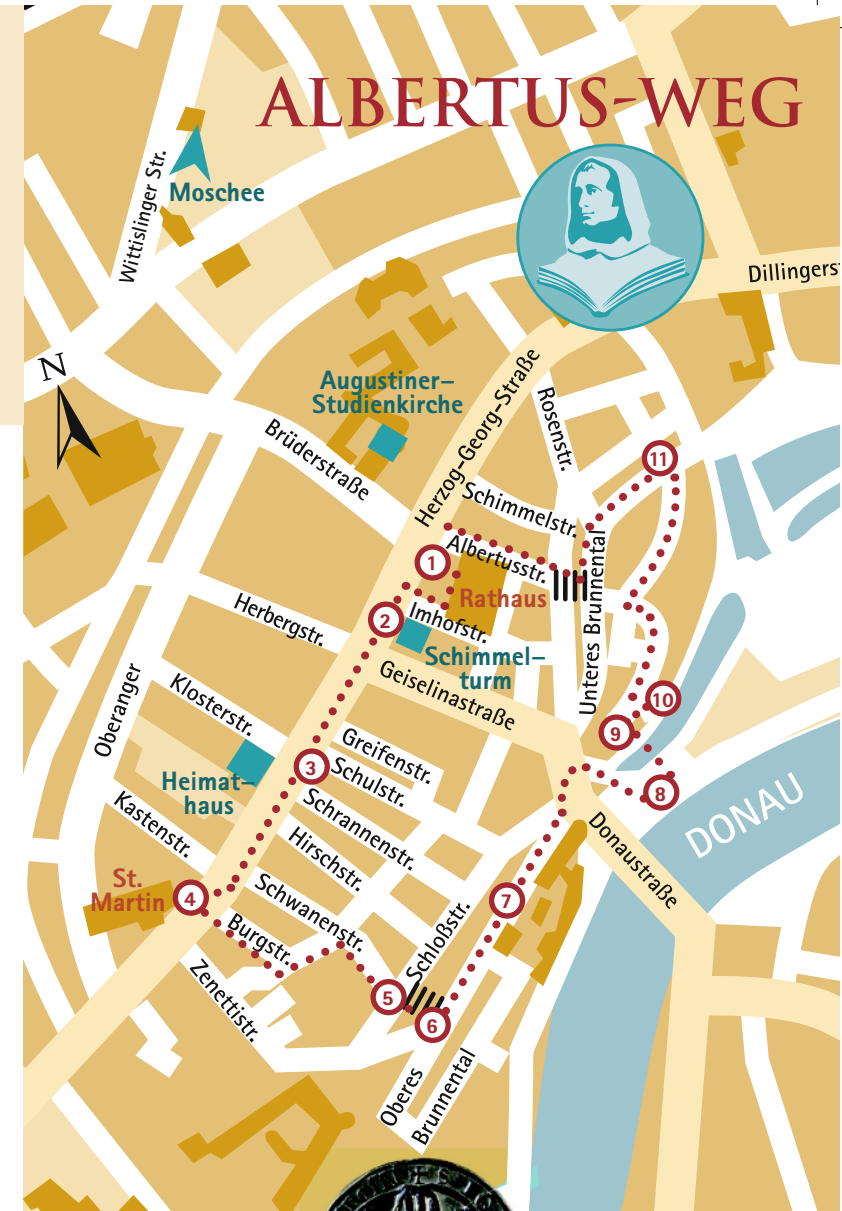 ALBERTUS-WEG
Wittislinger Str.
Moschee
Dillingerst
N
Augustiner–
Studienkirche
Brüderstraße
Herzog-Georg-Straße
Rosenstr.
11
Schimmelstr.
Albertusstr.
1
Rathaus
2
Imhofstr.
Schimmel–
turm
Unteres Brunnental
Herbergstr.
Geiselinastraße
Oberanger
Klosterstr.
10
9
Greifenstr.
3
Schulstr.
Heimat–
haus
8
DONAU
Kastenstr.
Schrannenstr.
Hirschstr.
Donaustraße
St.
Martin
4
Schwanenstr.
7
Burgstr.
Schloßstr.
Zenettistr.
5
6
Oberes
Brunnental